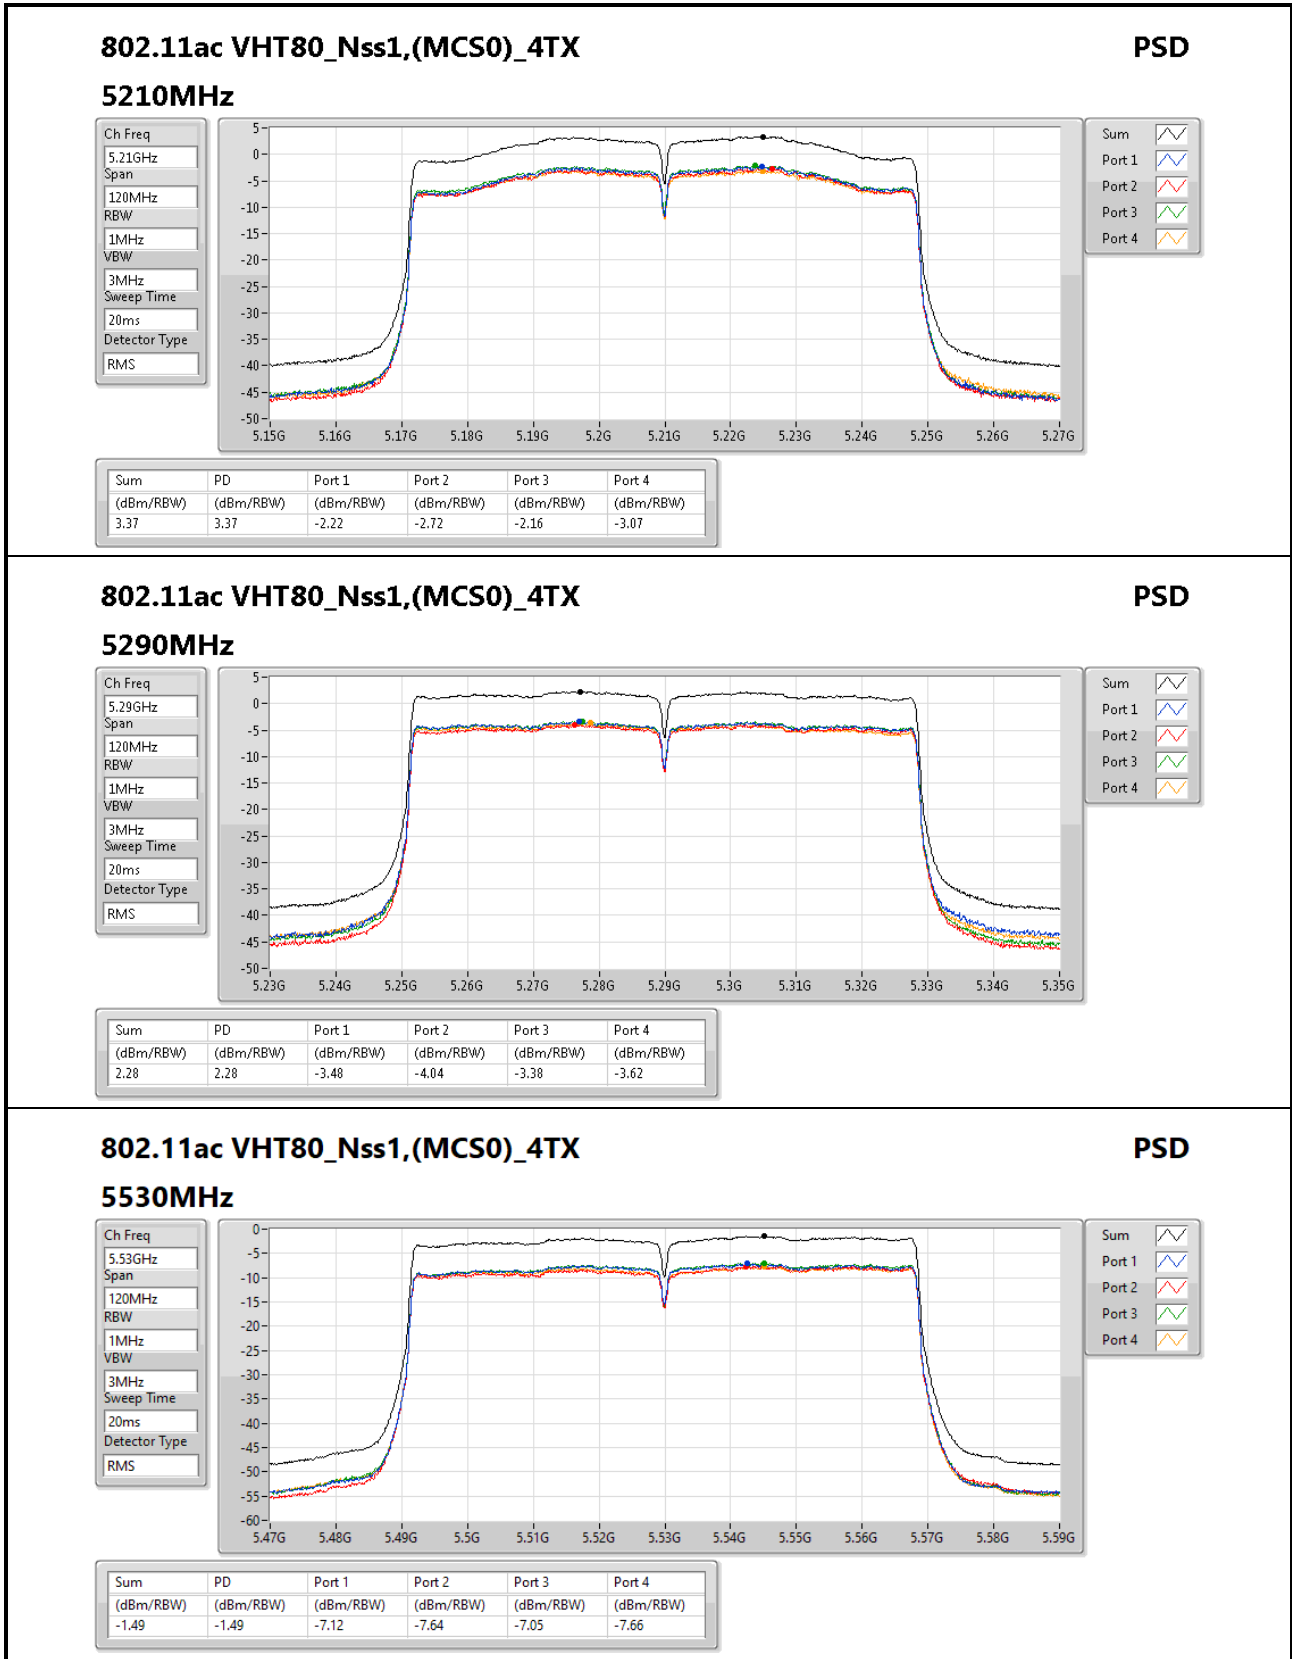 802.11ac VHT80_Nss1,(MCS0)_4TX PSD
5210MHz
Ch Freq
5.21GHz
Span
120MHz
RBW
1MHz
VBW
3MHz
Sweep Time
20ms
Detector Type
RMS
5
0
-5
-10
-15
-20
-25
-30
-35
-40
-45
-50
5.15G 5.16G 5.17G 5.18G 5.19G 5.2G 5.21G 5.22G 5.23G 5.24G 5.25G 5.26G 5.27G
Sum
Port 1
Port 2
Port 3
Port 4
Sum PD Port 1 Port 2 Port 3 Port 4
(dBm/RBW) (dBm/RBW) (dBm/RBW) (dBm/RBW) (dBm/RBW) (dBm/RBW)
3.37 3.37 -2.22 -2.72 -2.16 -3.07
802.11ac VHT80_Nss1,(MCS0)_4TX PSD
5290MHz
Ch Freq
5.29GHz
Span
120MHz
RBW
1MHz
VBW
3MHz
Sweep Time
20ms
Detector Type
RMS
5
0
-5
-10
-15
-20
-25
-30
-35
-40
-45
-50
5.23G 5.24G 5.25G 5.26G 5.27G 5.28G 5.29G 5.3G 5.31G 5.32G 5.33G 5.34G 5.35G
Sum
Port 1
Port 2
Port 3
Port 4
Sum PD Port 1 Port 2 Port 3 Port 4
(dBm/RBW) (dBm/RBW) (dBm/RBW) (dBm/RBW) (dBm/RBW) (dBm/RBW)
2.28 2.28 -3.48 -4.04 -3.38 -3.62
802.11ac VHT80_Nss1,(MCS0)_4TX PSD
5530MHz
Ch Freq
5.53GHz
Span
120MHz
RBW
1MHz
VBW
3MHz
Sweep Time
20ms
Detector Type
RMS
0
-5
-10
-15
-20
-25
-30
-35
-40
-45
-50
-55
-60
5.47G 5.48G 5.49G 5.5G 5.51G 5.52G 5.53G 5.54G 5.55G 5.56G 5.57G 5.58G 5.59G
Sum
Port 1
Port 2
Port 3
Port 4
Sum PD Port 1 Port 2 Port 3 Port 4
(dBm/RBW) (dBm/RBW) (dBm/RBW) (dBm/RBW) (dBm/RBW) (dBm/RBW)
-1.49 -1.49 -7.12 -7.64 -7.05 -7.66